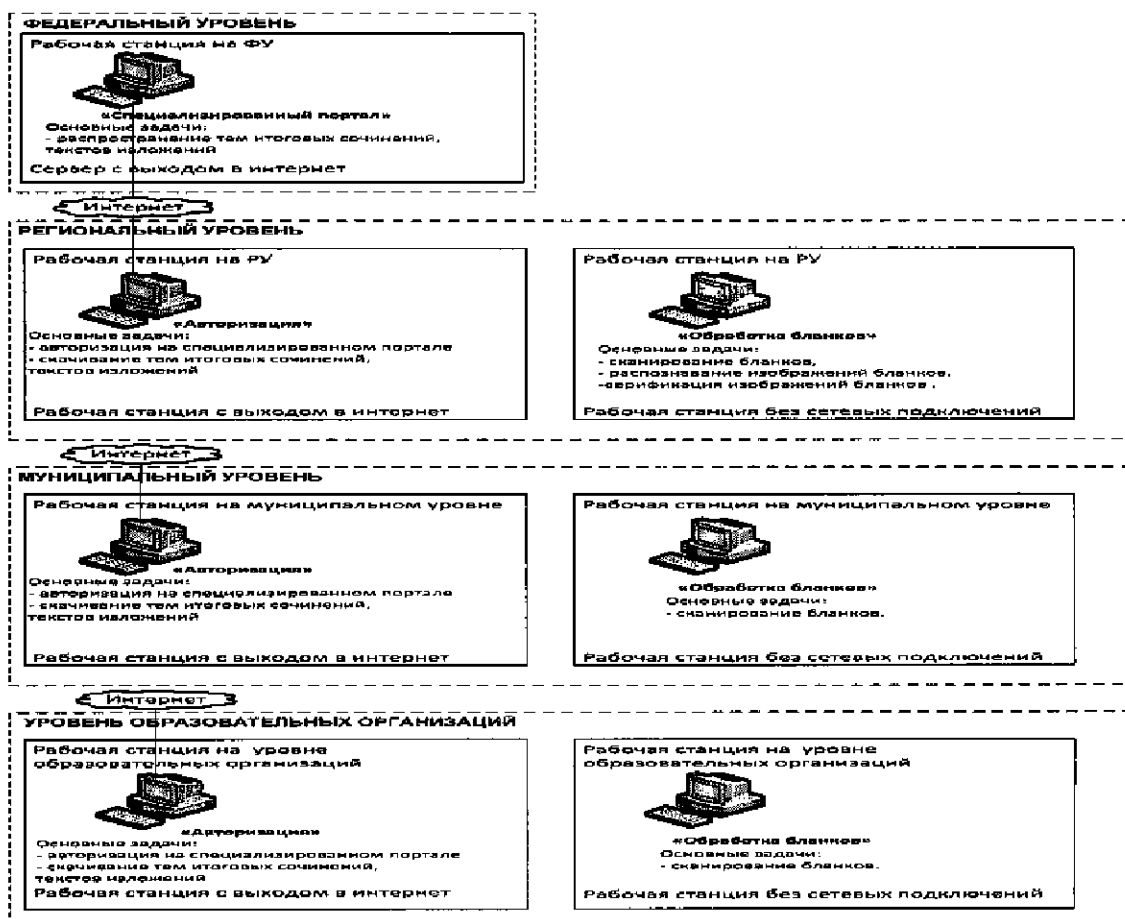 ФЕДЕРАЛЬНЫЙ УРОВЕНЬ
Рабочая станция на ФУ
«Специализированный портал»
Основные задачи:
- распространение тем итоговых сочинений,
текстов изложений
Сервер с выходом в интернет
Интернет
РЕГИОНАЛЬНЫЙ УРОВЕНЬ
Рабочая станция на РУ
«Авторизация»
Основные задачи:
- авторизация на специализированном портале
- скачивание тем итоговых сочинений,
текстов изложений
Рабочая станция с выходом в интернет
Рабочая станция на РУ
«Обработка бланков»
Основные задачи:
- сканирование бланков,
- распознавание изображений бланков,
-верификация изображений бланков .
Рабочая станция без сетевых подключений
Интернет
МУНИЦИПАЛЬНЫЙ УРОВЕНЬ
Рабочая станция на муниципальном уровне
«Авторизация»
Основные задачи:
- авторизация на специализированном портале
- скачивание тем итоговых сочинений,
текстов изложений
Рабочая станция с выходом в интернет
Рабочая станция на муниципальном уровне
«Обработка бланков»
Основные задачи:
- сканирование бланков.
Рабочая станция без сетевых подключений
Интернет
УРОВЕНЬ ОБРАЗОВАТЕЛЬНЫХ ОРГАНИЗАЦИЙ
Рабочая станция на уровне
образовательных организаций
«Авторизация»
Основные задачи:
- авторизация на специализированном портале
- скачивание тем итоговых сочинений,
текстов изложений
Рабочая станция с выходом в интернет
Рабочая станция на уровне
образовательных организаций
«Обработка бланков»
Основные задачи:
- сканирование бланков.
Рабочая станция без сетевых подключений